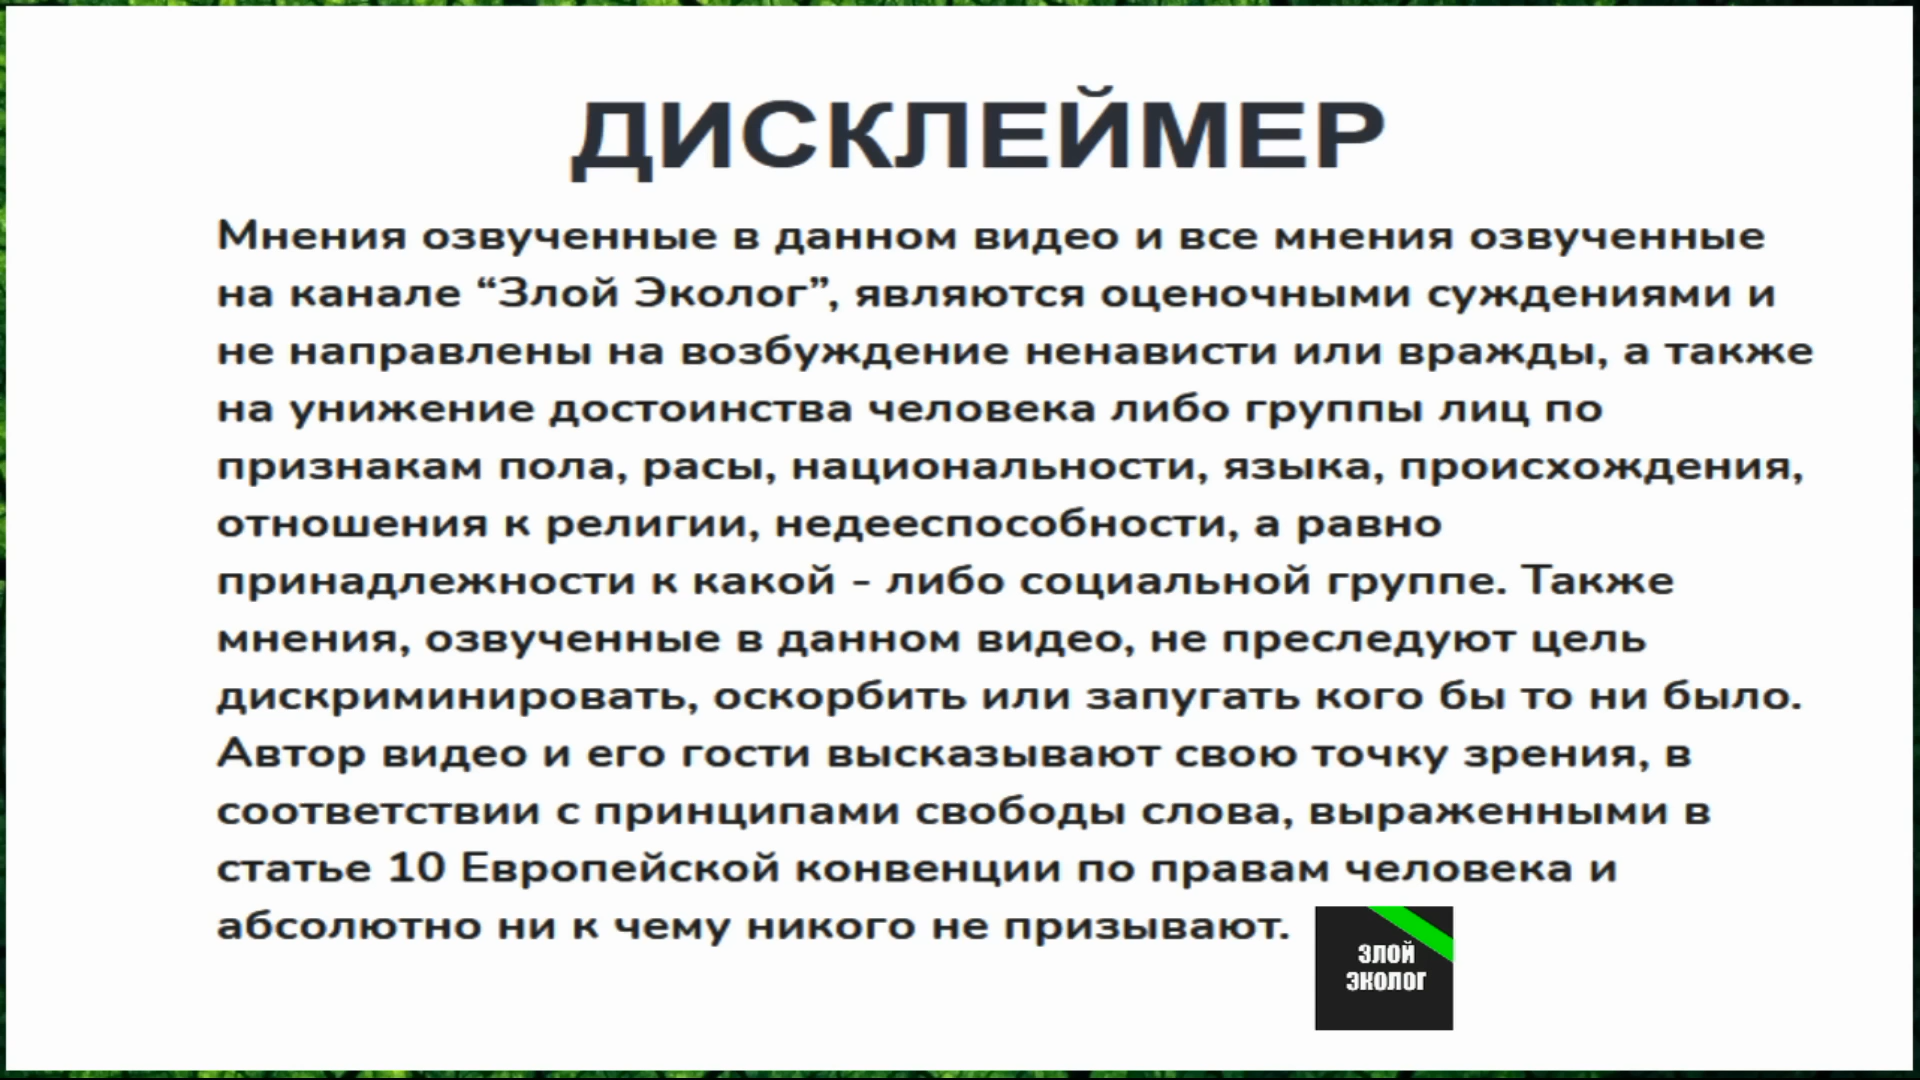 ДИСКЛЕЙМЕР
Мнения озвученные в данном видео и все мнения озвученные
на канале “Злой Эколог”, являются оценочными суждениями и
не направлены на возбуждение ненависти или вражды, а также
на унижение достоинства человека либо группы лиц по
признакам пола, расы, национальности, языка, происхождения,
отношения к религии, недееспособности, а равно
принадлежности к какой - либо социальной группе. Также
мнения, озвученные в данном видео, не преследуют цель
дискриминировать, оскорбить или запугать кого бы то ни было.
Автор видео и его гости высказывают свою точку зрения, в
соответствии с принципами свободы слова, выраженными в
статье 10 Европейской конвенции по правам человека и
абсолютно ни к чему никого не призывают.
ЗЛОЙ
ЭКОЛОГ